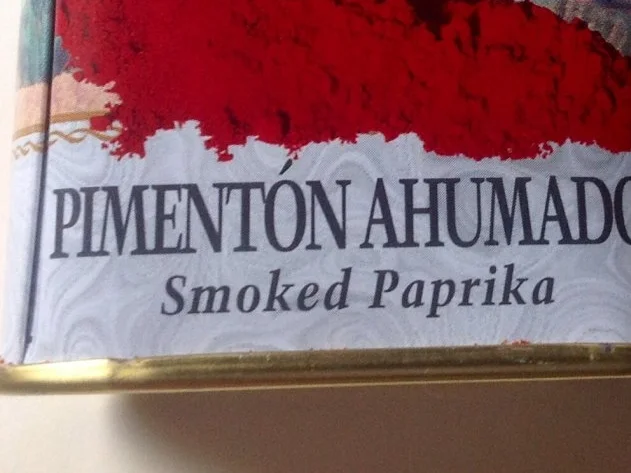 PIMENTÓN AHUMADO
Smoked Paprika